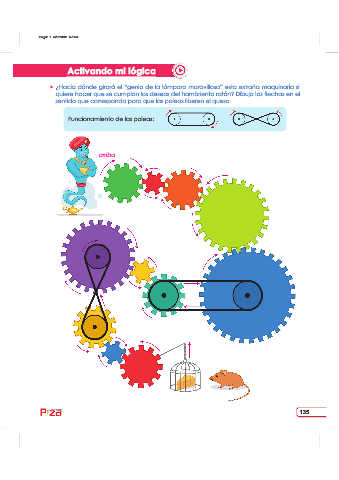 Activando mi lógica
¿Hacia dónde girará el "genio de la lámpara maravillosa" esta extraña maquinaria si
quiere hacer que se cumplan los deseos del hambriento ratón? Dibuja las flechas en el
sentido que corresponda para que las poleas liberen el queso.
Funcionamiento de las poleas:
arriba
P:za
135